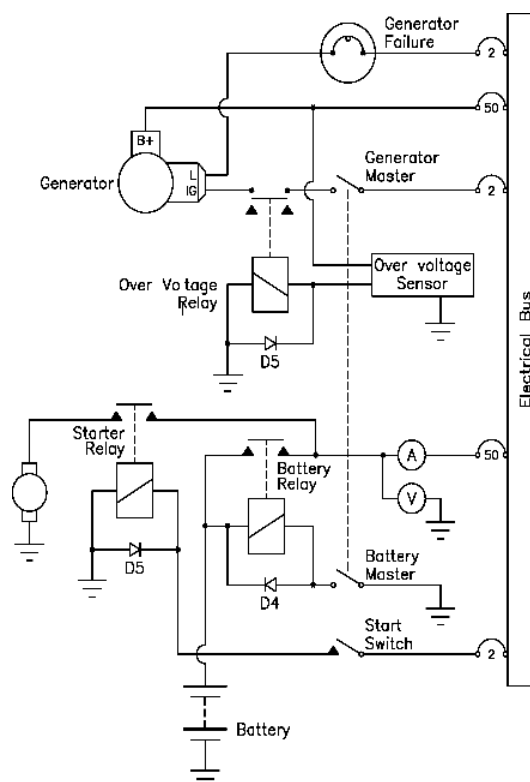 Generator
Failure
2
50
B+
L
IG
Generator
Generator
Master
2
Over voltage
Sensor
Over Voltage
Relay
D5
Electrical Bus
Starter
Relay
Battery
Relay
A
50
V
D5
D4
Battery
Master
Start
Switch
2
Battery